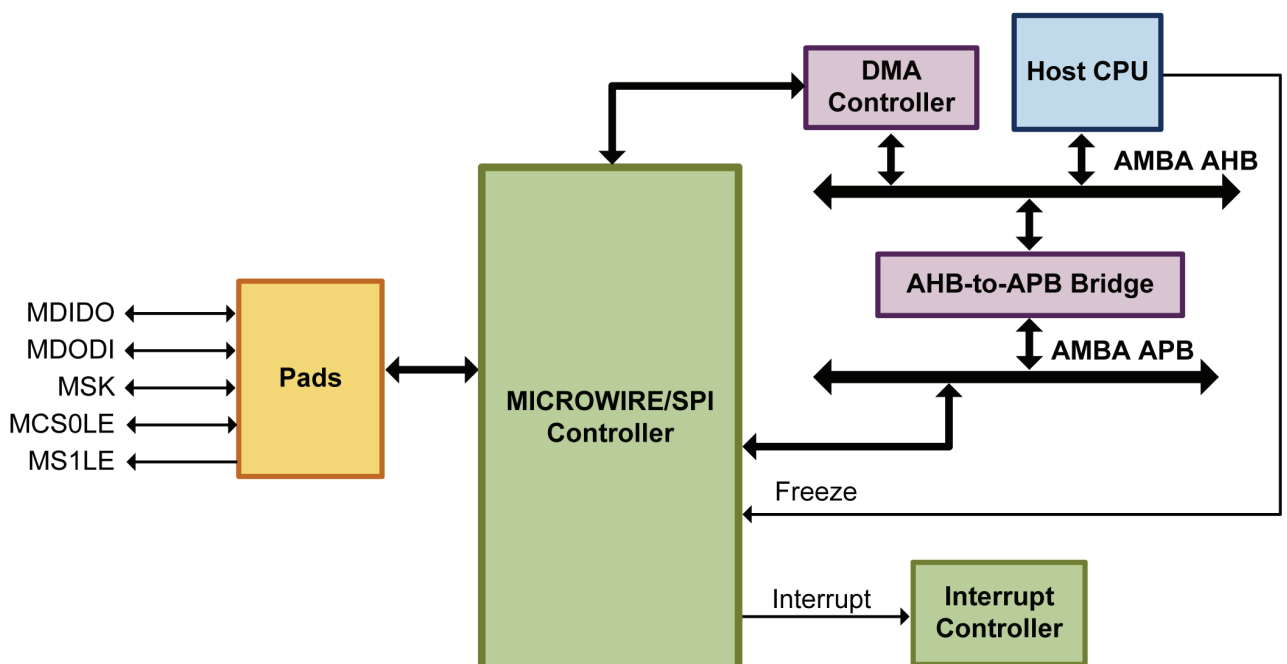 DMA
Controller
Host CPU
AMBA AHB
AHB-to-APB Bridge
AMBA APB
MDIDO
MDODI
MSK
MCS0LE
MS1LE
Pads
MICROWIRE/SPI
Controller
Freeze
Interrupt
Interrupt
Controller